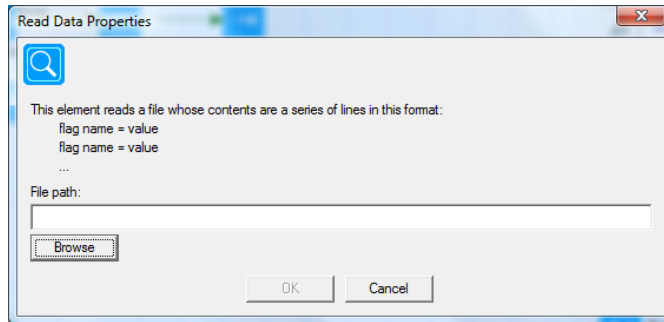 Read Data Properties
This element reads a file whose contents are a series of lines in this format:
flag name = value
flag name = value
...
File path:
Browse
OK
Cancel